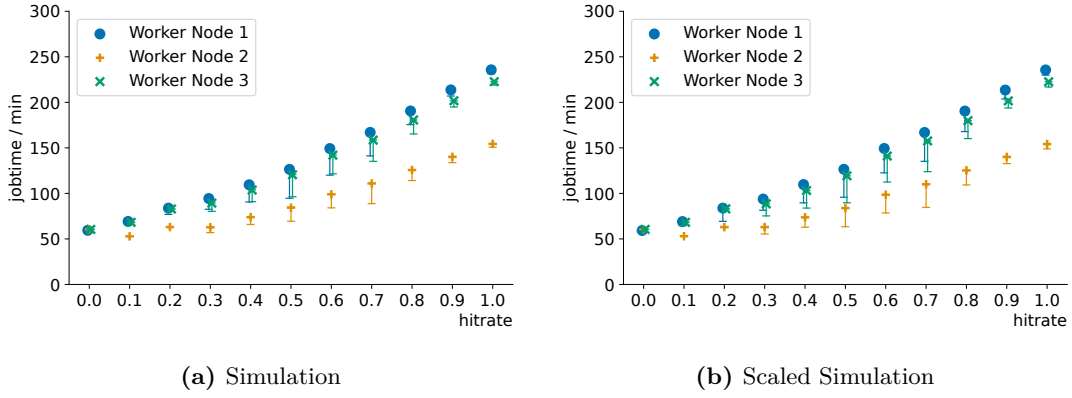 300
250
200
150
100
50
0
jobtime / min
Worker Node 1
Worker Node 2
Worker Node 3
0.0 0.1 0.2 0.3 0.4 0.5 0.6 0.7 0.8 0.9 1.0
hitrate
(a) Simulation
300
250
200
150
100
50
0
jobtime / min
Worker Node 1
Worker Node 2
Worker Node 3
0.0 0.1 0.2 0.3 0.4 0.5 0.6 0.7 0.8 0.9 1.0
hitrate
(b) Scaled Simulation